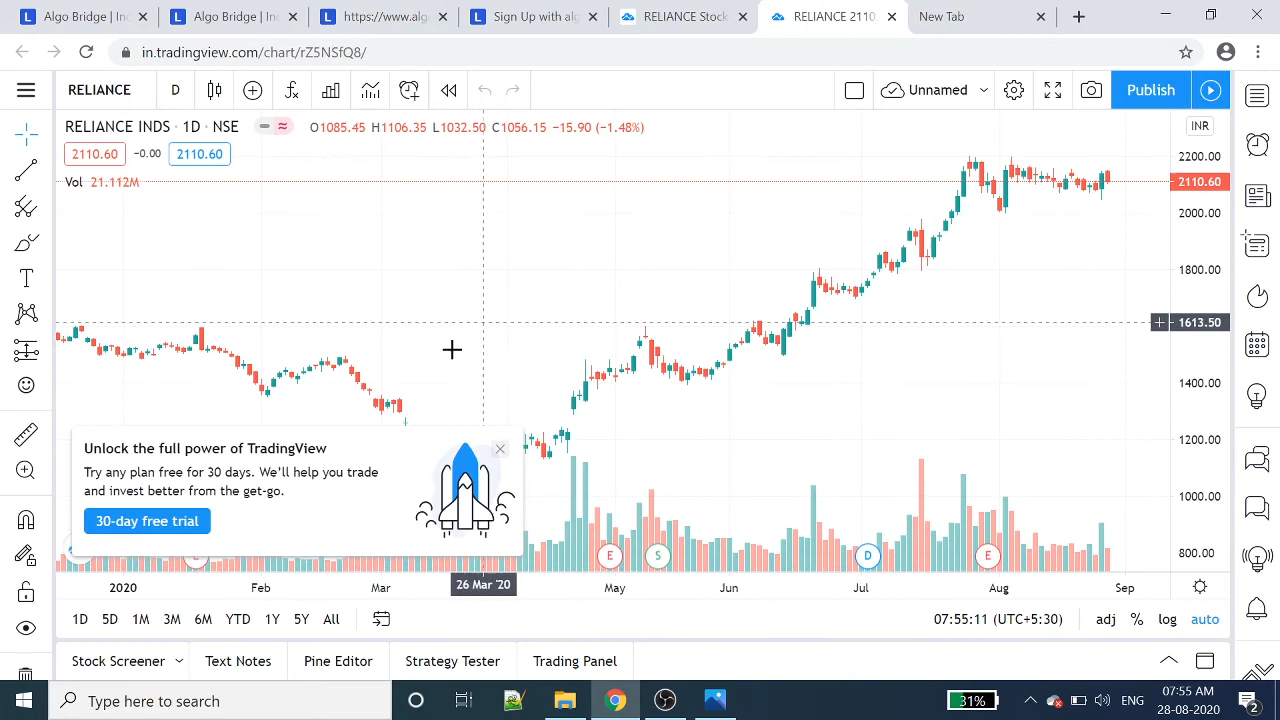 Algo Bridge | Ind
Algo Bridge | Ind
https://www.algo
Sign Up with alg
RELIANCE Stock
RELIANCE 2110.
New Tab
in.tradingview.com/chart/rZ5NSfQ8/
RELIANCE D Unnamed Publish
RELIANCE INDS · 1D · NSE O1085.45 H1106.35 L1032.50 C1056.15 −15.90 (−1.48%) INR
2110.60 −0.00 2110.60
Vol 21.112M
2200.00
2110.60
2000.00
1800.00
1613.50
1400.00
1200.00
1000.00
800.00
Unlock the full power of TradingView
Try any plan free for 30 days. We'll help you trade
and invest better from the get-go.
30-day free trial
E S D E
2020 Feb Mar 26 Mar '20 May Jun Jul Aug Sep
1D 5D 1M 3M 6M YTD 1Y 5Y All 07:55:11 (UTC+5:30) adj % log auto
Stock Screener Text Notes Pine Editor Strategy Tester Trading Panel
Type here to search 31% ENG 07:55 AM
28-08-2020 2